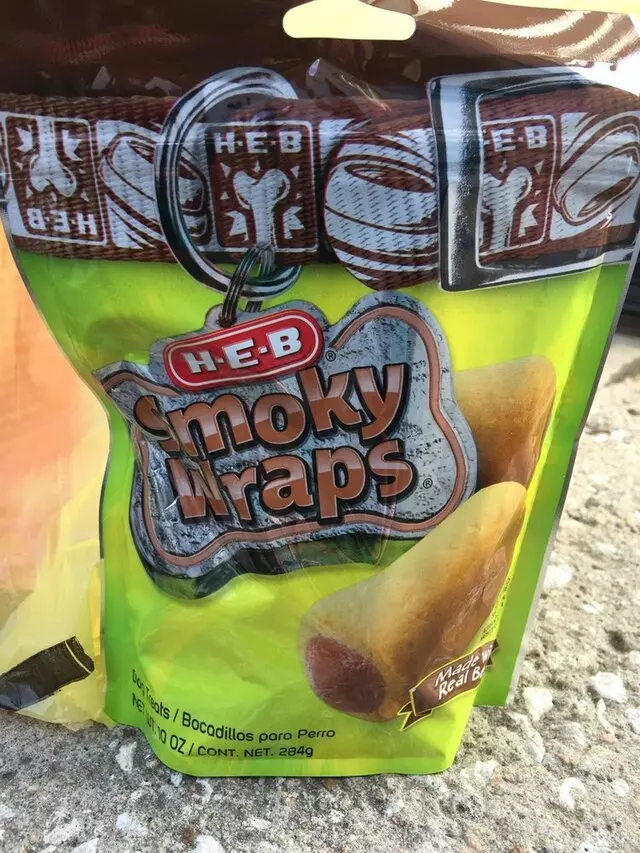 H-E-B
H-E-B
E-B
H-E-B®
Smoky
Wraps®
Made
Real
Dog Treats / Bocadillos para Perro
NET WT. 10 OZ / CONT. NET. 284g